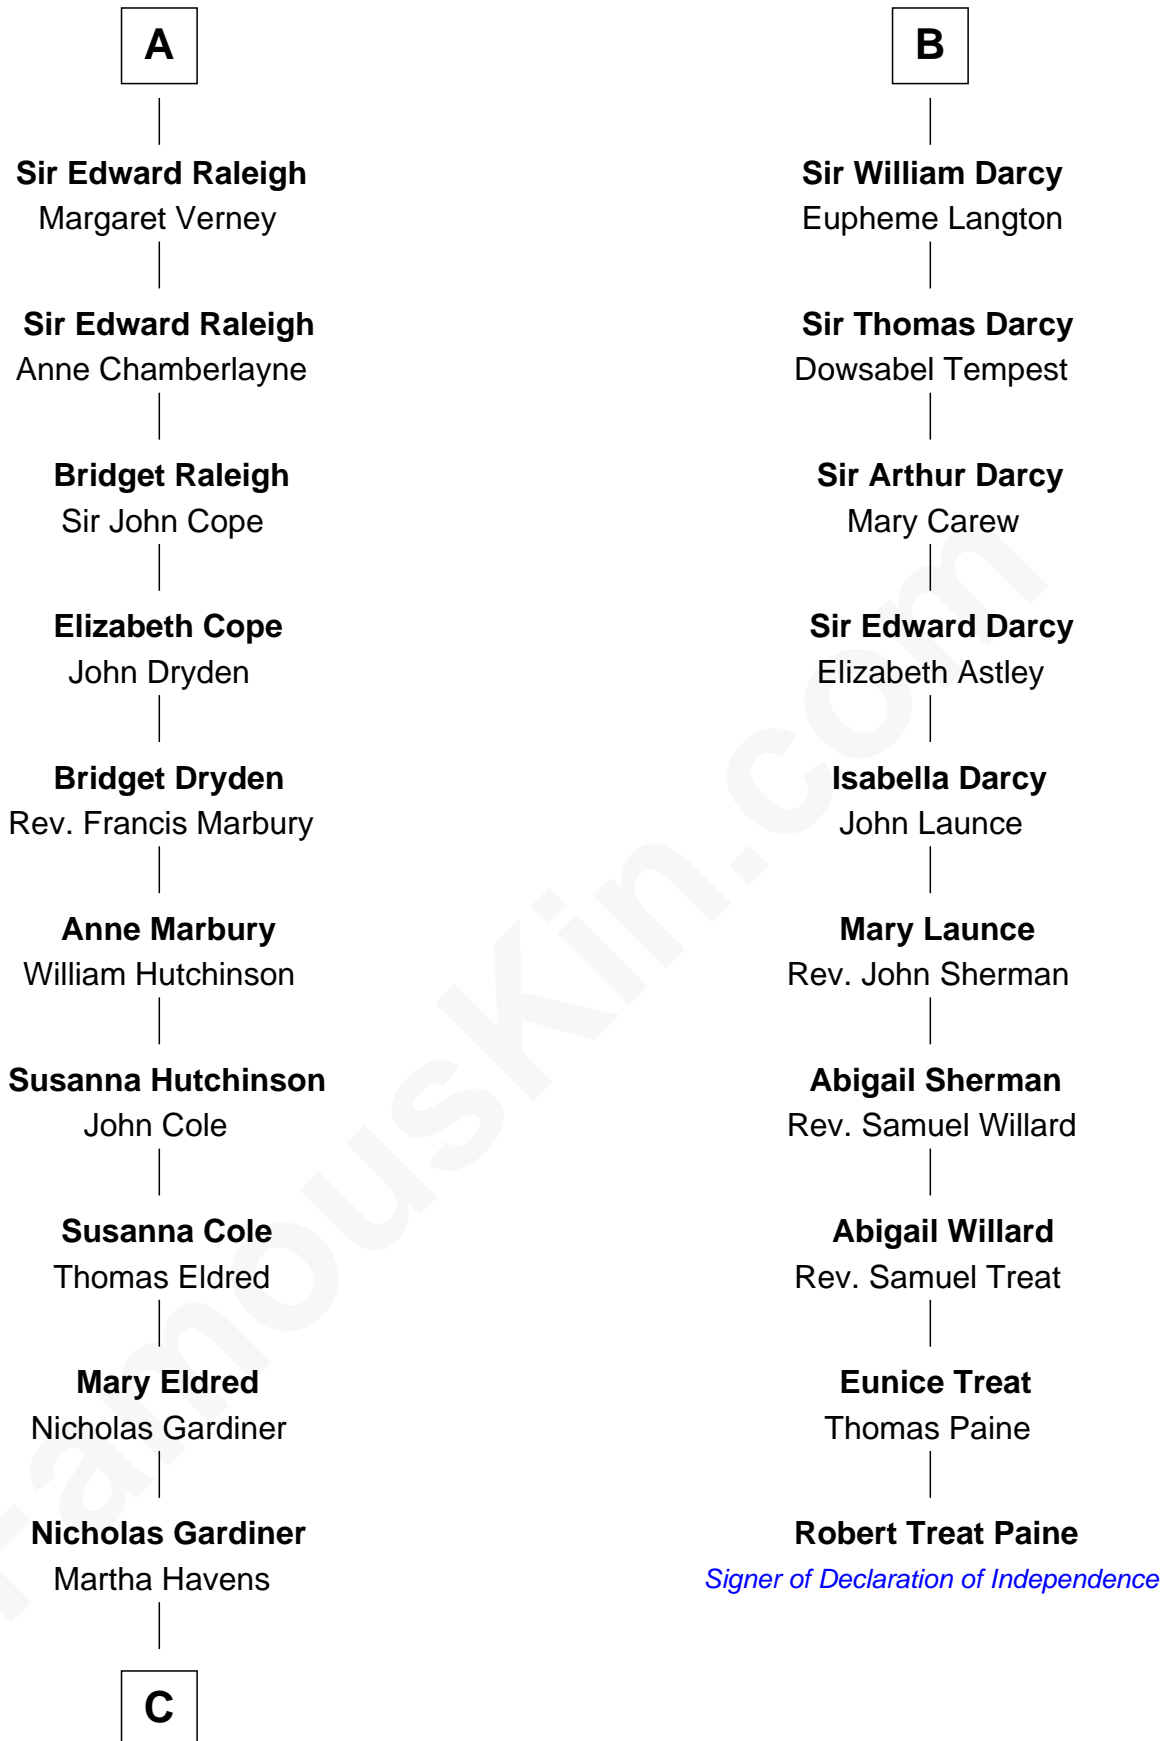 A
Sir Edward Raleigh
Margaret Verney
Sir Edward Raleigh
Anne Chamberlayne
Bridget Raleigh
Sir John Cope
Elizabeth Cope
John Dryden
Bridget Dryden
Rev. Francis Marbury
Anne Marbury
William Hutchinson
Susanna Hutchinson
John Cole
Susanna Cole
Thomas Eldred
Mary Eldred
Nicholas Gardiner
Nicholas Gardiner
Martha Havens
C
B
Sir William Darcy
Eupheme Langton
Sir Thomas Darcy
Dowsabel Tempest
Sir Arthur Darcy
Mary Carew
Sir Edward Darcy
Elizabeth Astley
Isabella Darcy
John Launce
Mary Launce
Rev. John Sherman
Abigail Sherman
Rev. Samuel Willard
Abigail Willard
Rev. Samuel Treat
Eunice Treat
Thomas Paine
Robert Treat Paine
Signer of Declaration of Independence
FamousKin.com